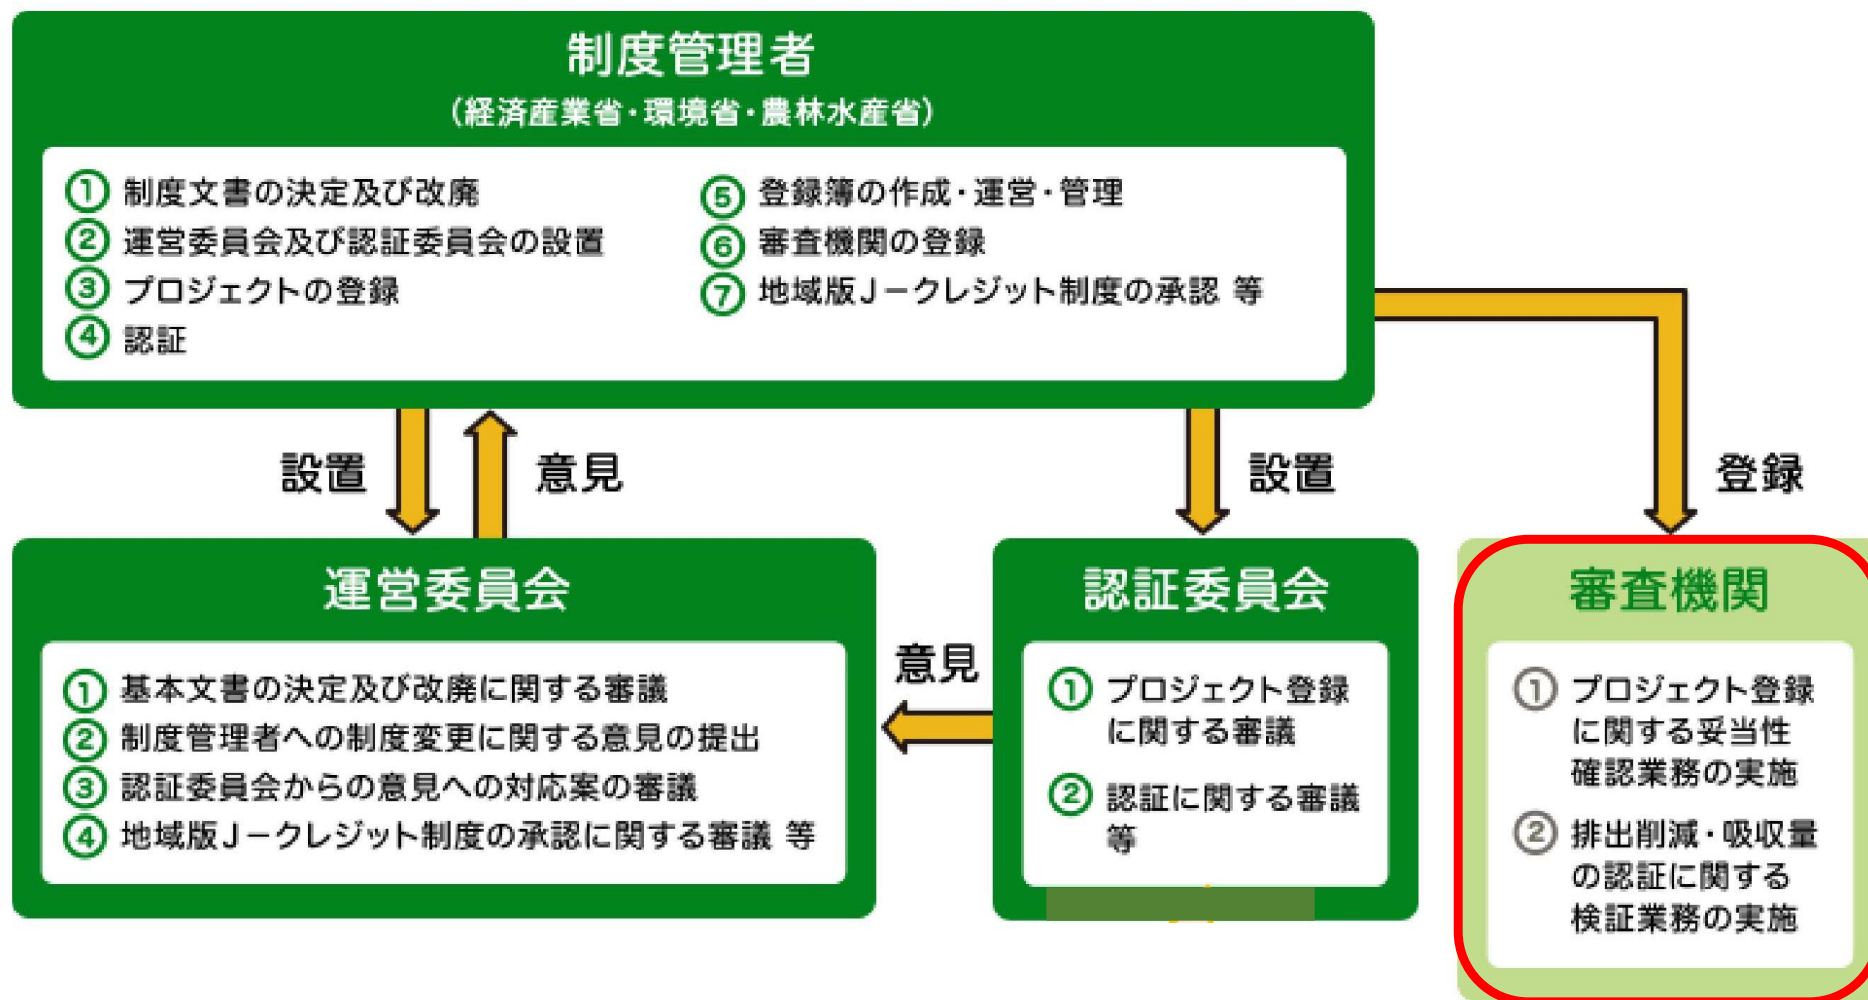 制度管理者
（経済産業省・環境省・農林水産省）
① 制度文書の決定及び改廃
② 運営委員会及び認証委員会の設置
③ プロジェクトの登録
④ 認証
⑤ 登録簿の作成・運営・管理
⑥ 審査機関の登録
⑦ 地域版J－クレジット制度の承認 等
設置
意見
設置
登録
運営委員会
① 基本文書の決定及び改廃に関する審議
② 制度管理者への制度変更に関する意見の提出
③ 認証委員会からの意見への対応案の審議
④ 地域版J－クレジット制度の承認に関する審議 等
意見
認証委員会
① プロジェクト登録
に関する審議
② 認証に関する審議
等
審査機関
① プロジェクト登録
に関する妥当性
確認業務の実施
② 排出削減・吸収量
の認証に関する
検証業務の実施